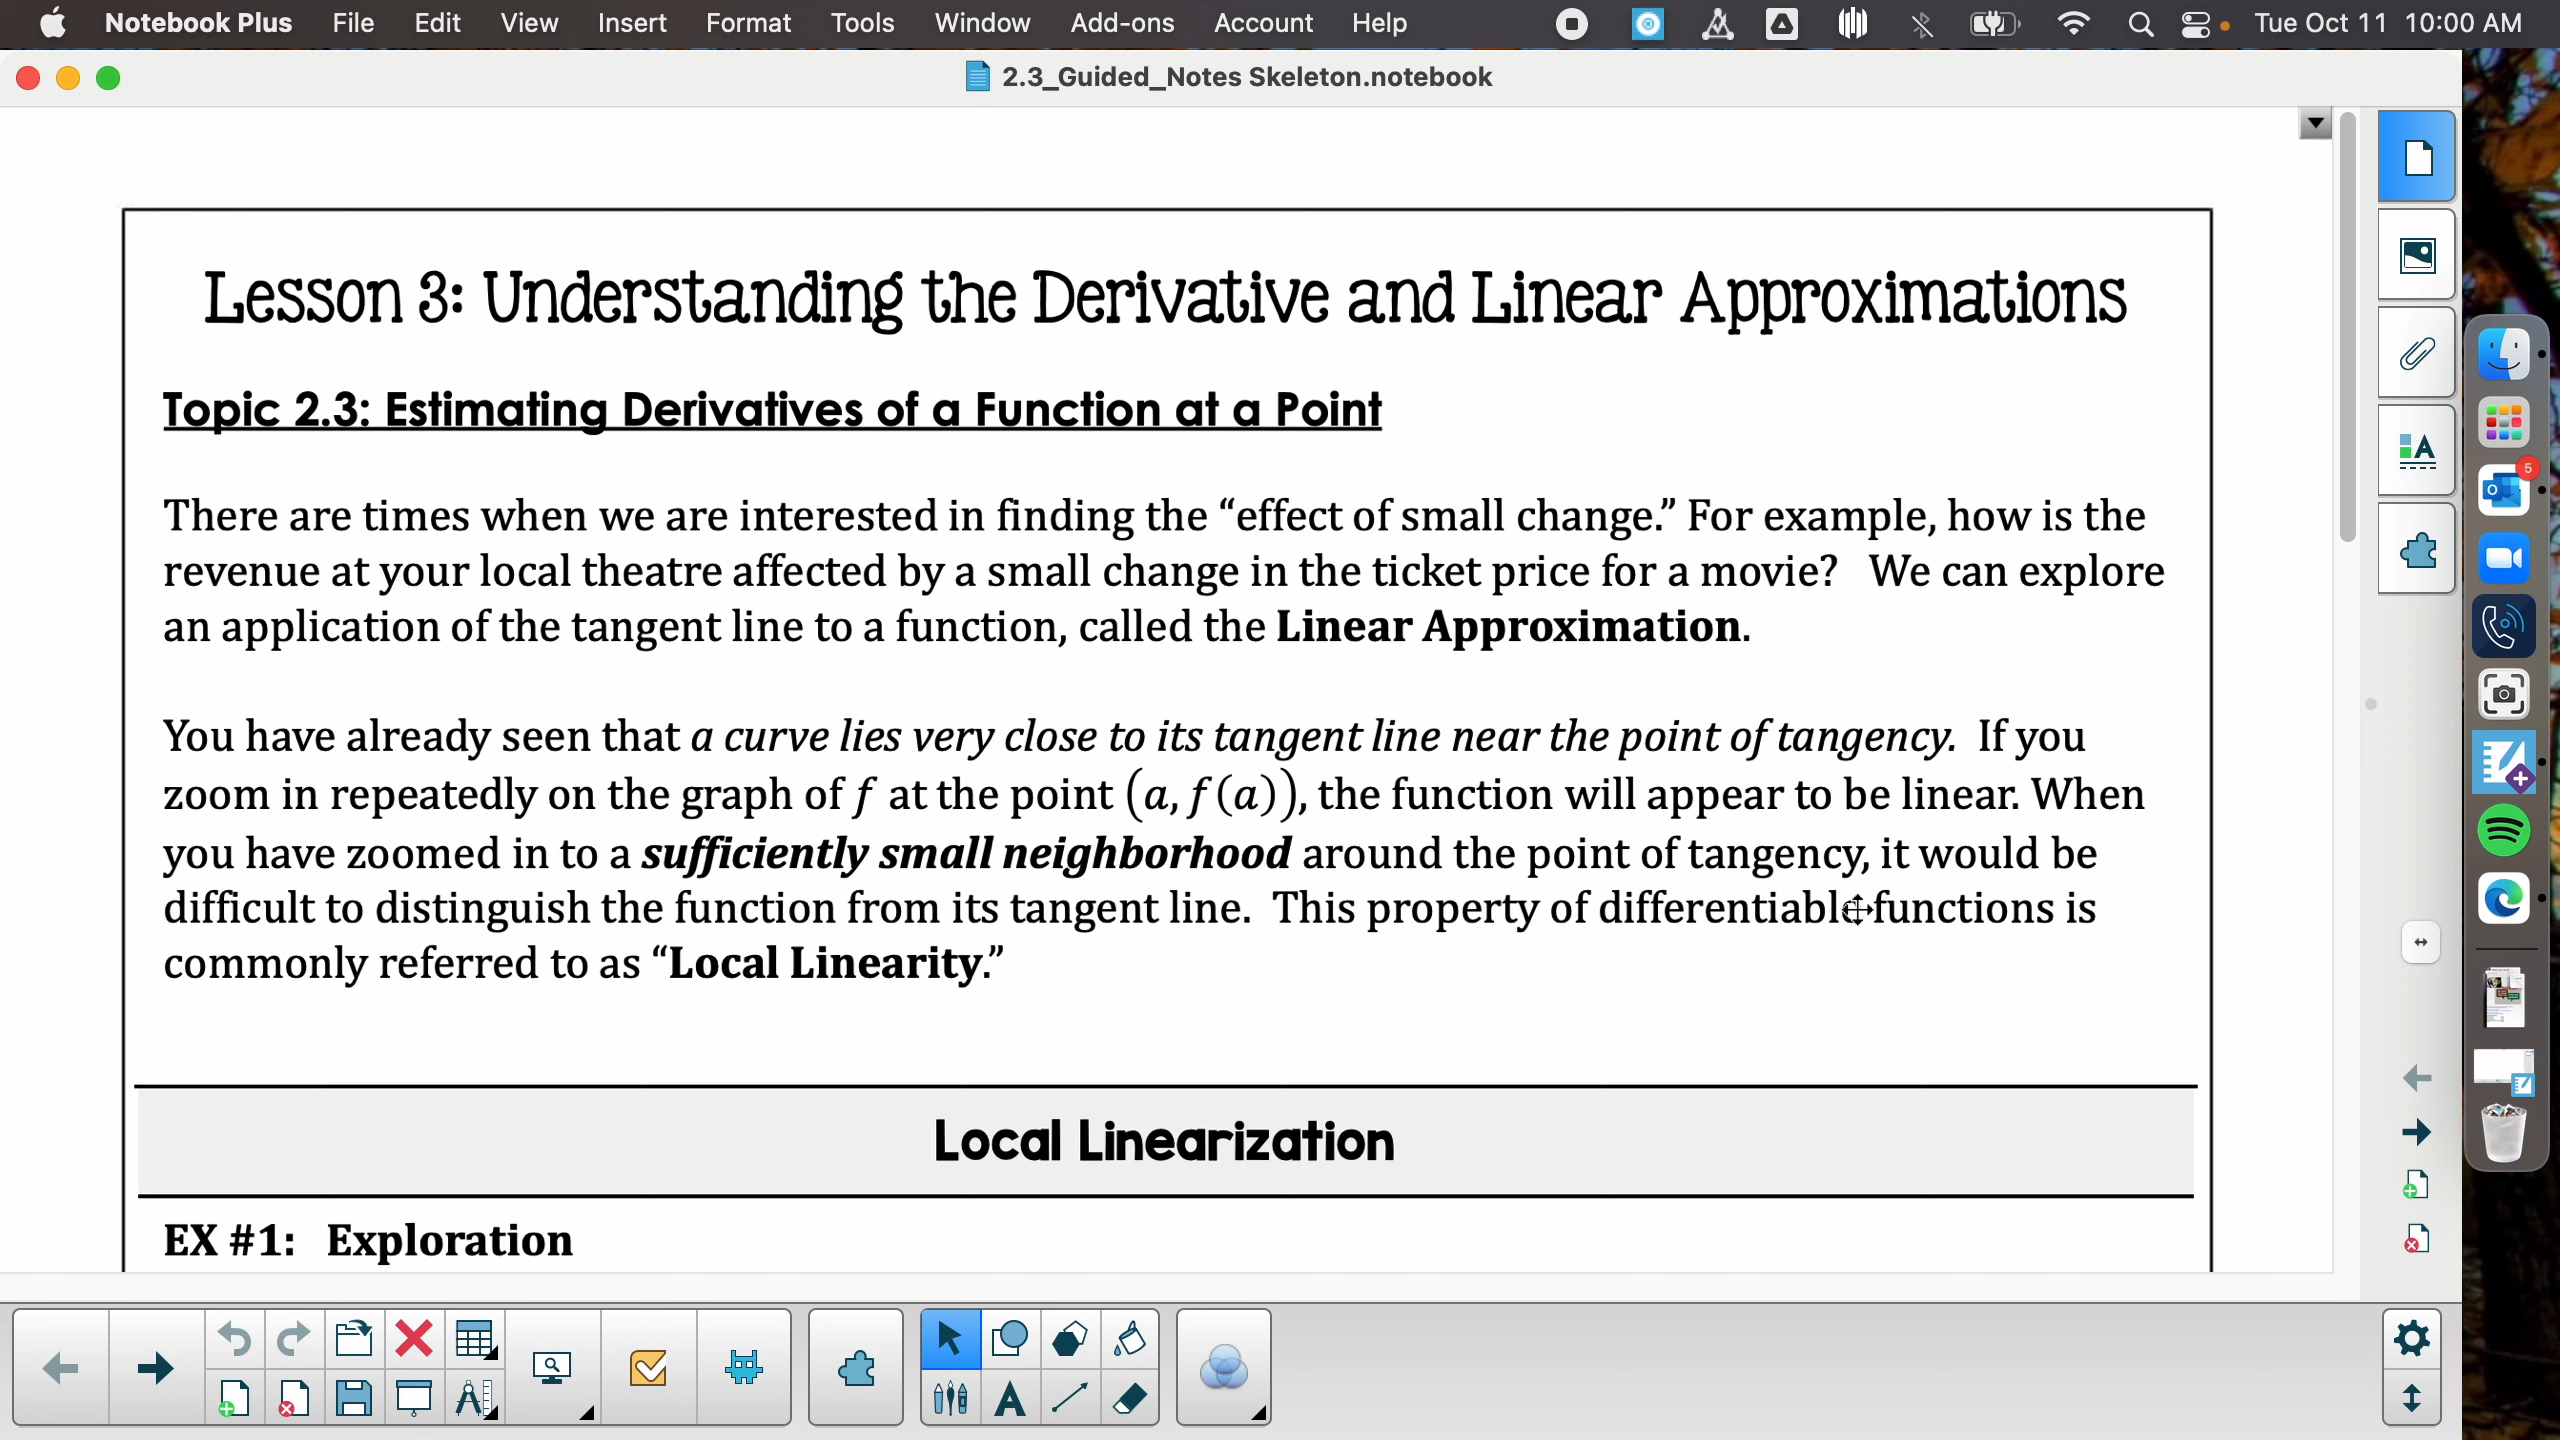 Notebook Plus File Edit View Insert Format Tools Window Add-ons Account Help Tue Oct 11 10:00 AM
2.3_Guided_Notes Skeleton.notebook
Lesson 3: Understanding the Derivative and Linear Approximations
Topic 2.3: Estimating Derivatives of a Function at a Point
There are times when we are interested in finding the “effect of small change.” For example, how is the
revenue at your local theatre affected by a small change in the ticket price for a movie? We can explore
an application of the tangent line to a function, called the Linear Approximation.
You have already seen that a curve lies very close to its tangent line near the point of tangency. If you
zoom in repeatedly on the graph of f at the point (a, f(a)), the function will appear to be linear. When
you have zoomed in to a sufficiently small neighborhood around the point of tangency, it would be
difficult to distinguish the function from its tangent line. This property of differentiable functions is
commonly referred to as “Local Linearity.”
Local Linearization
EX #1: Exploration
5